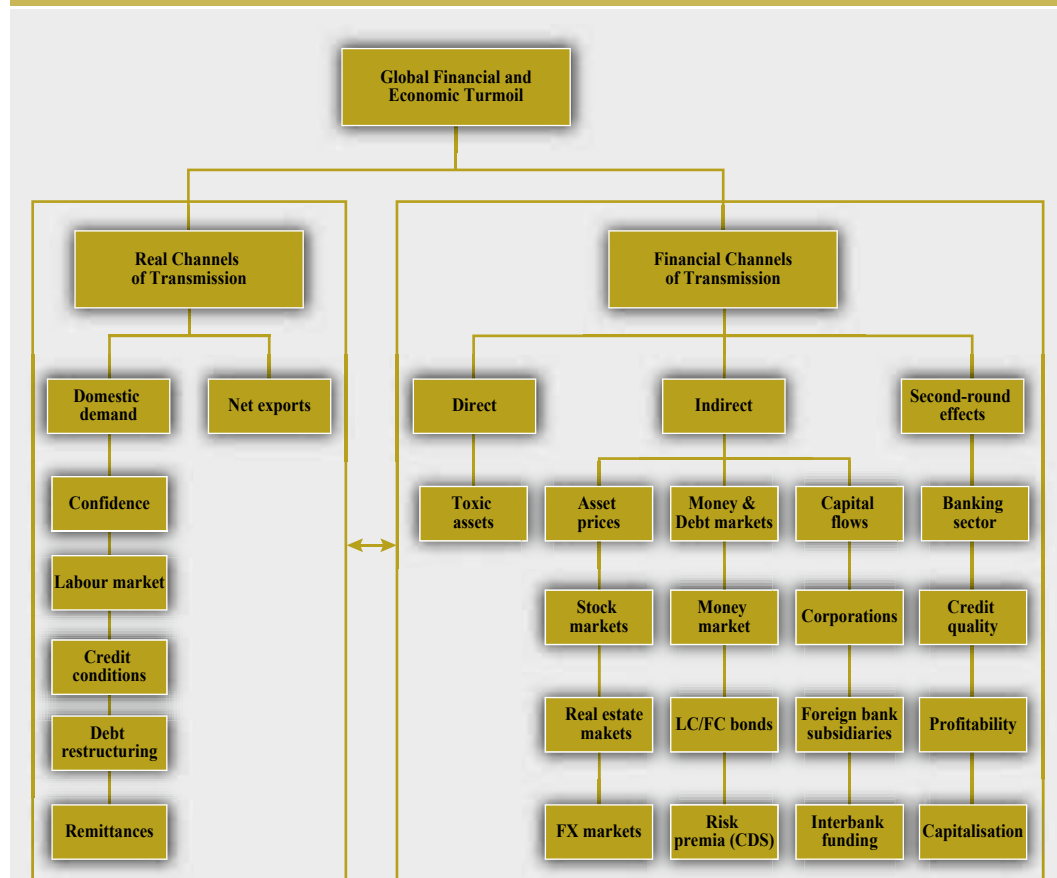 Global Financial and
Economic Turmoil
Real Channels
of Transmission
Financial Channels
of Transmission
Domestic
demand
Net exports
Direct
Indirect
Second-round
effects
Confidence
Labour market
Credit
conditions
Debt
restructuring
Remittances
Toxic
assets
Asset
prices
Stock
markets
Real estate
makets
FX markets
Money &
Debt markets
Money
market
LC/FC bonds
Risk
premia (CDS)
Capital
flows
Corporations
Foreign bank
subsidiaries
Interbank
funding
Banking
sector
Credit
quality
Profitability
Capitalisation